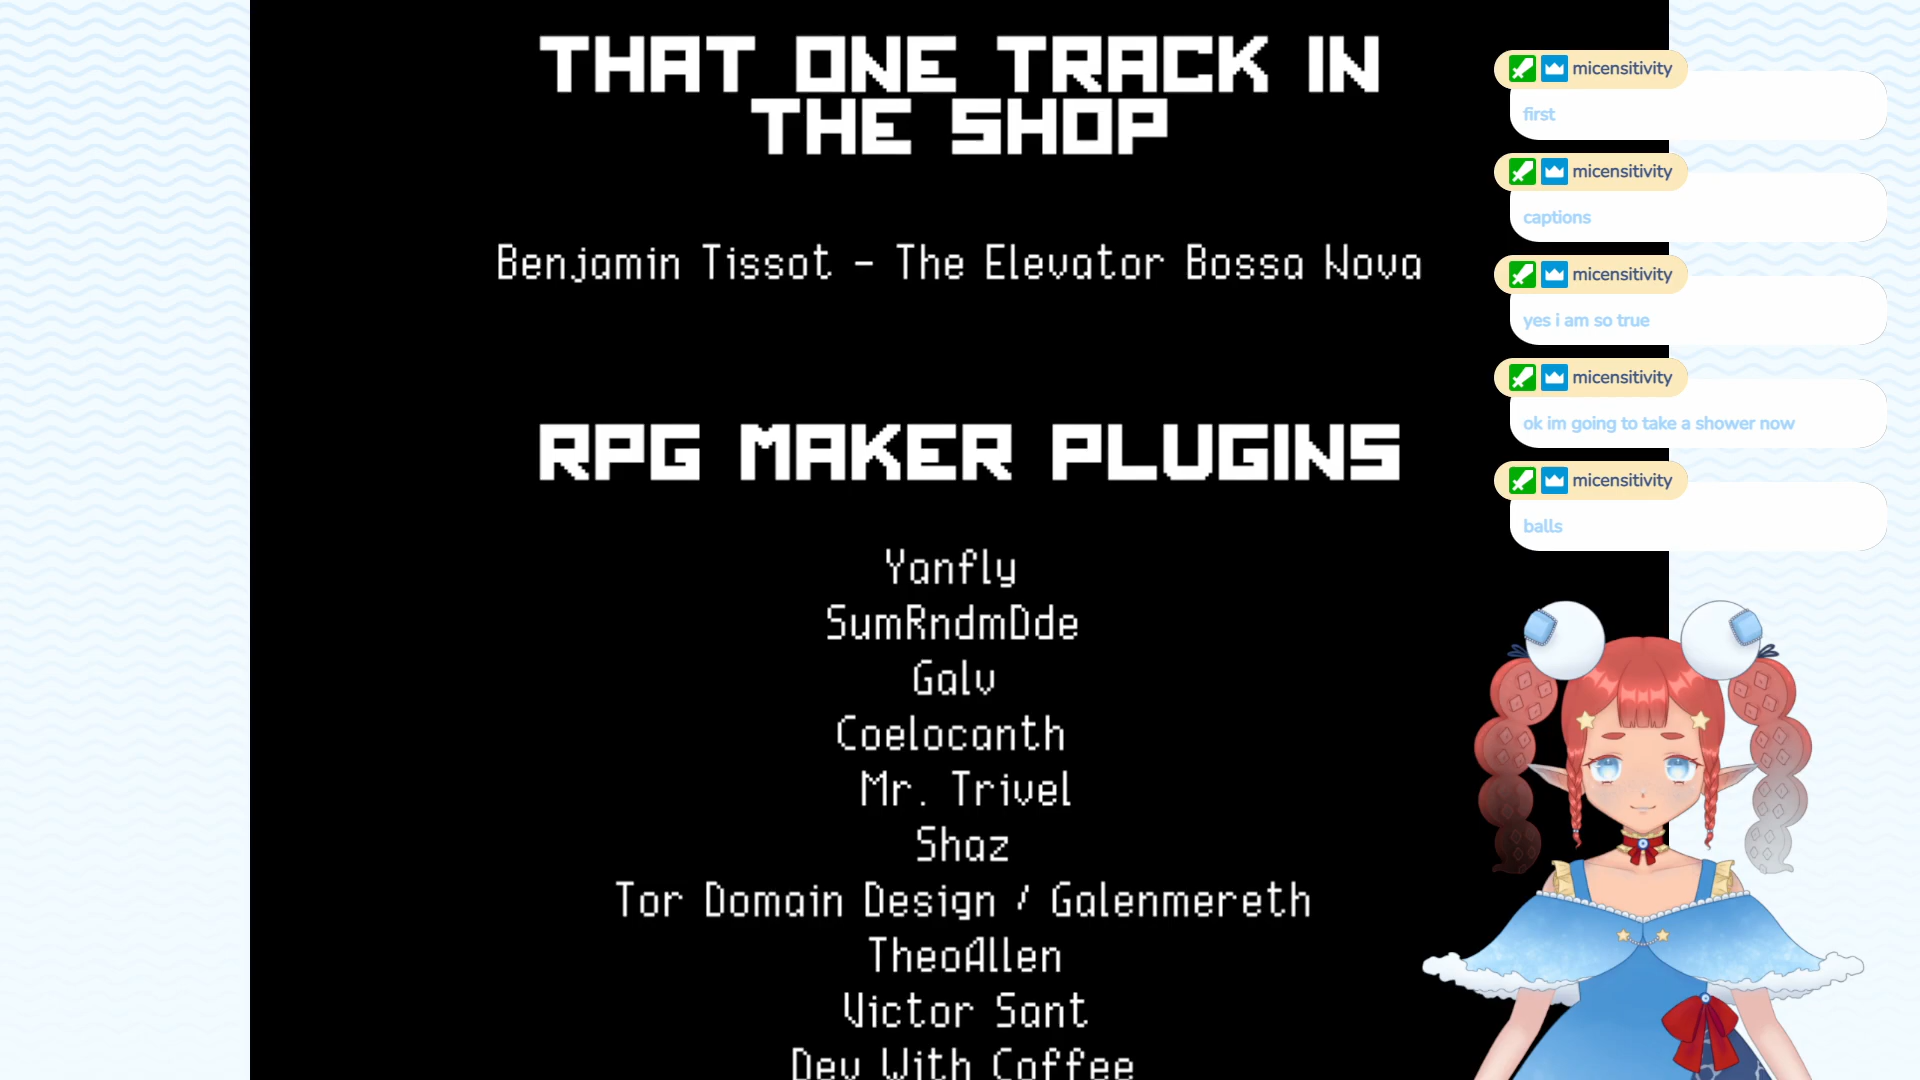 THAT ONE TRACK IN
THE SHOP
Benjamin Tissot - The Elevator Bossa Nova
RPG MAKER PLUGINS
Yanfly
SumRndmDde
Galv
Coelocanth
Mr. Trivel
Shaz
Tor Domain Design / Galenmereth
TheoAllen
Victor Sant
Dev With Coffee
micensitivity
first
micensitivity
captions
micensitivity
yes i am so true
micensitivity
ok im going to take a shower now
micensitivity
balls